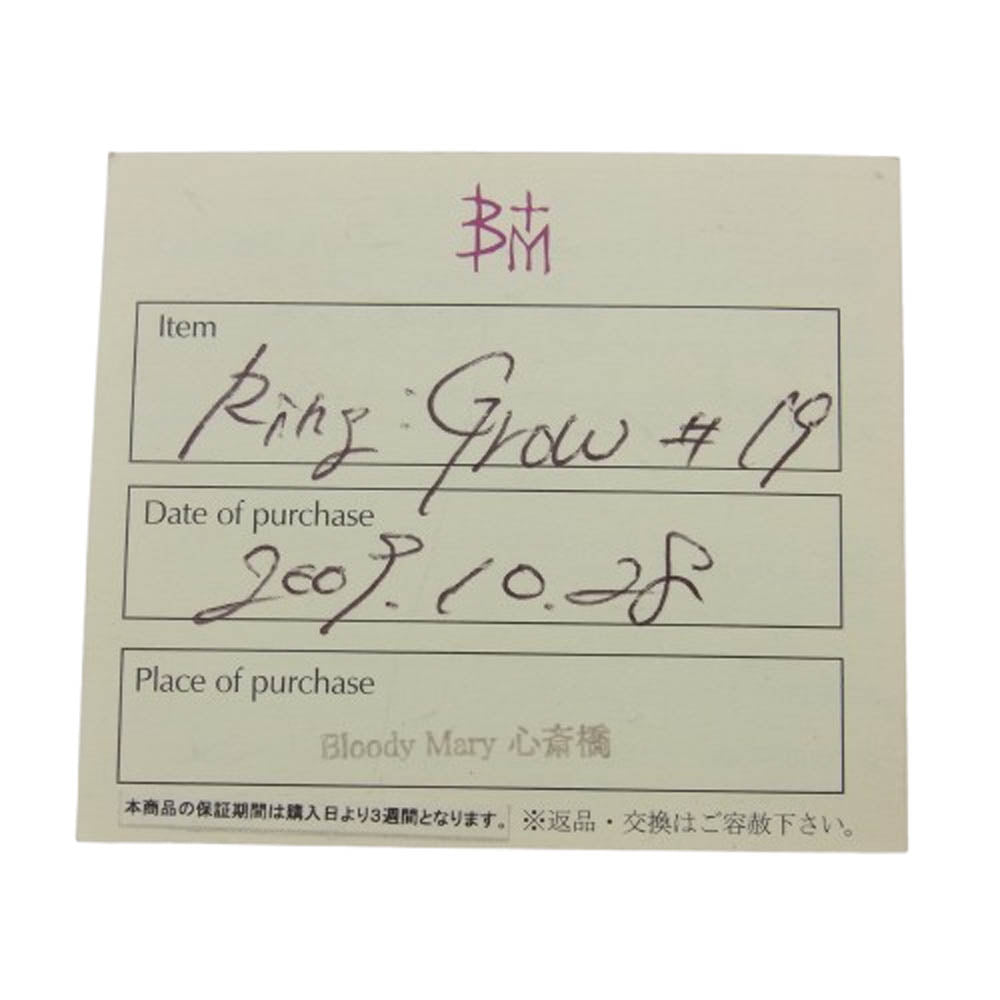 B+M
Item
Ring : Grow #19
Date of purchase
2009. 10. 28
Place of purchase
Bloody Mary 心斎橋
本商品の保証期間は購入日より3週間となります。 ※返品・交換はご容赦下さい。